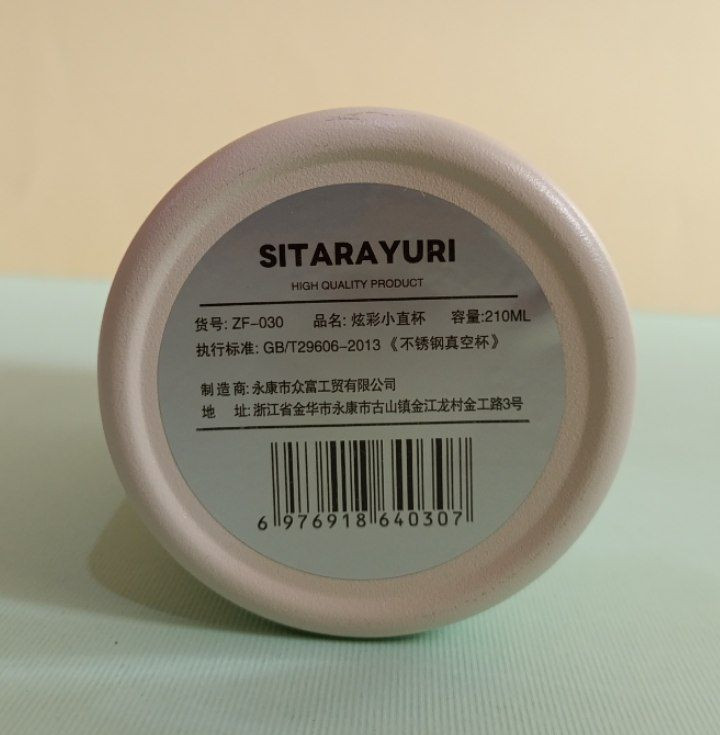 SITARAYURI
HIGH QUALITY PRODUCT
货号: ZF-030 品名: 炫彩小直杯 容量:210ML
执行标准: GB/T29606-2013《不锈钢真空杯》
制造商: 永康市众富工贸有限公司
地 址: 浙江省金华市永康市古山镇金江龙村金工路3号
6 976918 640307